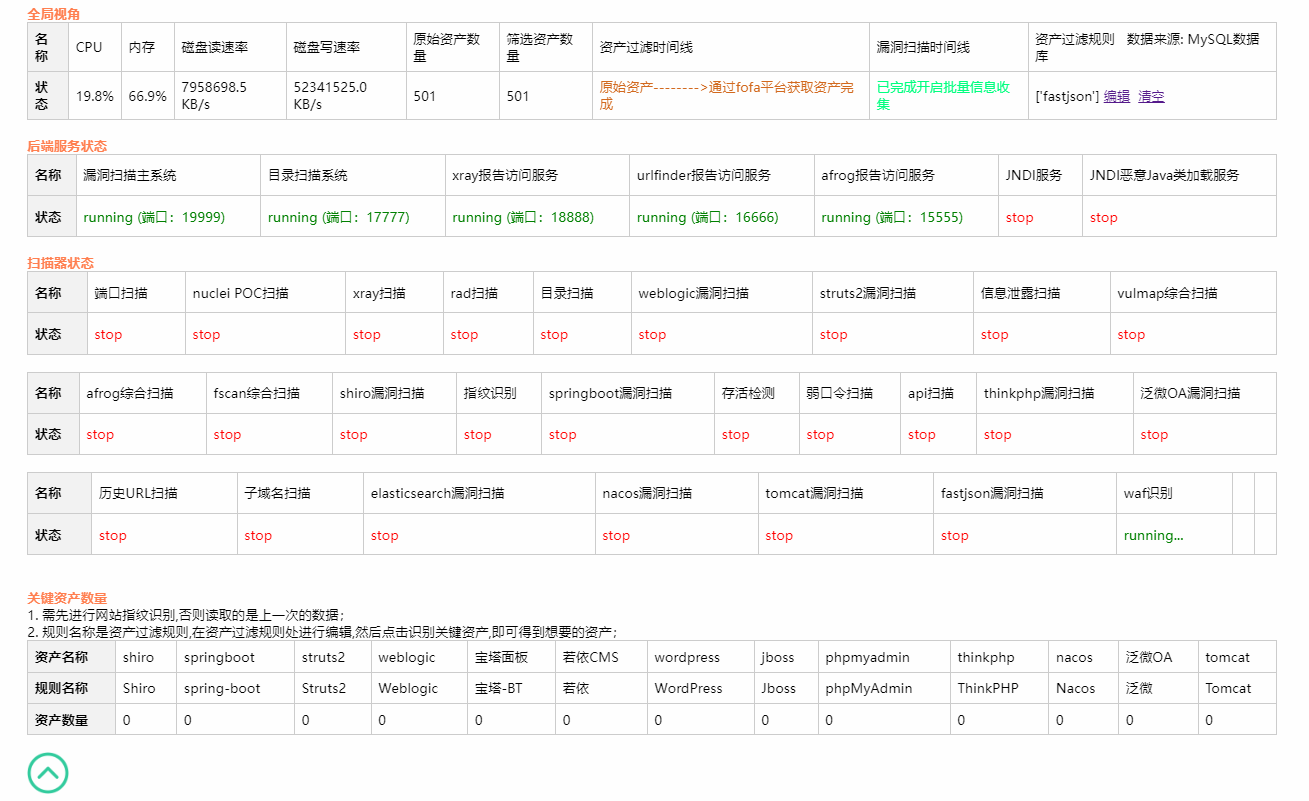 全局视角
名称 CPU 内存 磁盘读速率 磁盘写速率 原始资产数量 筛选资产数量 资产过滤时间线 漏洞扫描时间线 资产过滤规则 数据来源: MySQL数据库
状态 19.8% 66.9% 7958698.5 KB/s 52341525.0 KB/s 501 501 原始资产-------->通过fofa平台获取资产完成 已完成开启批量信息收集 ['fastjson'] 编辑 清空
后端服务状态
名称 漏洞扫描主系统 目录扫描系统 xray报告访问服务 urlfinder报告访问服务 afrog报告访问服务 JNDI服务 JNDI恶意Java类加载服务
状态 running (端口：19999) running (端口：17777) running (端口：18888) running (端口：16666) running (端口：15555) stop stop
扫描器状态
名称 端口扫描 nuclei POC扫描 xray扫描 rad扫描 目录扫描 weblogic漏洞扫描 struts2漏洞扫描 信息泄露扫描 vulmap综合扫描
状态 stop stop stop stop stop stop stop stop stop
名称 afrog综合扫描 fscan综合扫描 shiro漏洞扫描 指纹识别 springboot漏洞扫描 存活检测 弱口令扫描 api扫描 thinkphp漏洞扫描 泛微OA漏洞扫描
状态 stop stop stop stop stop stop stop stop stop stop
名称 历史URL扫描 子域名扫描 elasticsearch漏洞扫描 nacos漏洞扫描 tomcat漏洞扫描 fastjson漏洞扫描 waf识别
状态 stop stop stop stop stop stop running...
关键资产数量
1. 需先进行网站指纹识别,否则读取的是上一次的数据；
2. 规则名称是资产过滤规则,在资产过滤规则处进行编辑,然后点击识别关键资产,即可得到想要的资产；
资产名称 shiro springboot struts2 weblogic 宝塔面板 若依CMS wordpress jboss phpmyadmin thinkphp nacos 泛微OA tomcat
规则名称 Shiro spring-boot Struts2 Weblogic 宝塔-BT 若依 WordPress Jboss phpMyAdmin ThinkPHP Nacos 泛微 Tomcat
资产数量 0 0 0 0 0 0 0 0 0 0 0 0 0